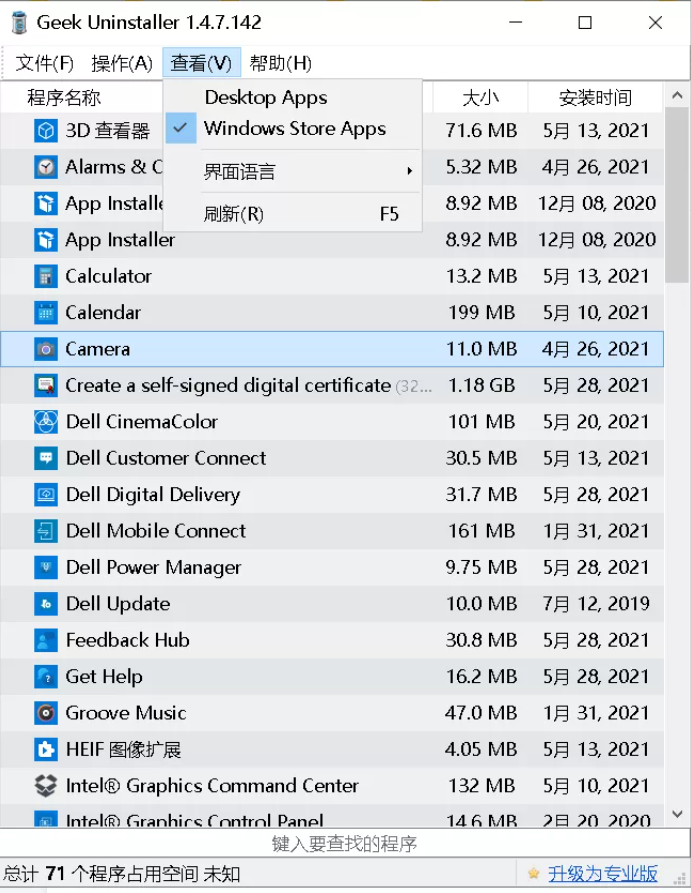 Geek Uninstaller 1.4.7.142
文件(F) 操作(A) 查看(V) 帮助(H)
程序名称 大小 安装时间
Desktop Apps
Windows Store Apps
界面语言
刷新(R) F5
3D 查看器 71.6 MB 5月 13, 2021
Alarms & C 5.32 MB 4月 26, 2021
App Installe 8.92 MB 12月 08, 2020
App Installer 8.92 MB 12月 08, 2020
Calculator 13.2 MB 5月 13, 2021
Calendar 199 MB 5月 10, 2021
Camera 11.0 MB 4月 26, 2021
Create a self-signed digital certificate (32... 1.18 GB 5月 28, 2021
Dell CinemaColor 101 MB 5月 20, 2021
Dell Customer Connect 30.5 MB 5月 13, 2021
Dell Digital Delivery 31.7 MB 5月 28, 2021
Dell Mobile Connect 161 MB 1月 31, 2021
Dell Power Manager 9.75 MB 5月 28, 2021
Dell Update 10.0 MB 7月 12, 2019
Feedback Hub 30.8 MB 5月 28, 2021
Get Help 16.2 MB 5月 28, 2021
Groove Music 47.0 MB 1月 31, 2021
HEIF 图像扩展 4.05 MB 5月 13, 2021
Intel® Graphics Command Center 132 MB 5月 10, 2021
Intel® Graphics Control Panel 14.6 MB 2月 20, 2020
键入要查找的程序
总计 71 个程序占用空间 未知 升级为专业版